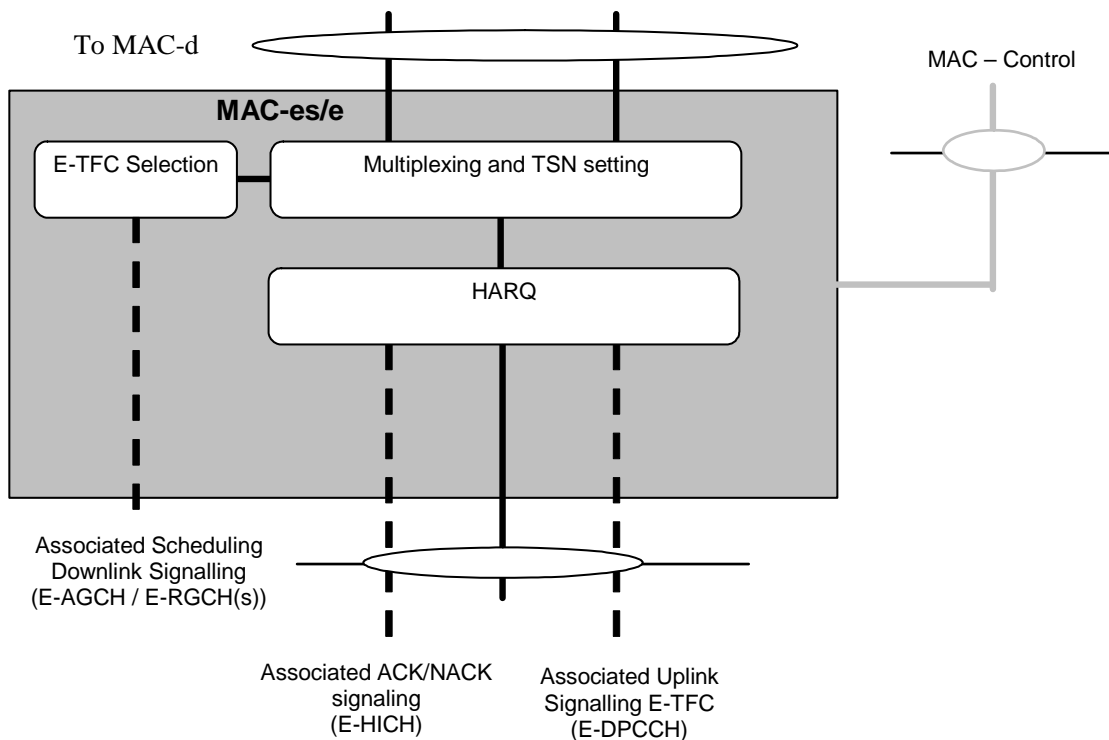 To MAC-d
MAC – Control
MAC-es/e
E-TFC Selection
Multiplexing and TSN setting
HARQ
Associated Scheduling
Downlink Signalling
(E-AGCH / E-RGCH(s))
Associated ACK/NACK
signaling
(E-HICH)
Associated Uplink
Signalling E-TFC
(E-DPCCH)